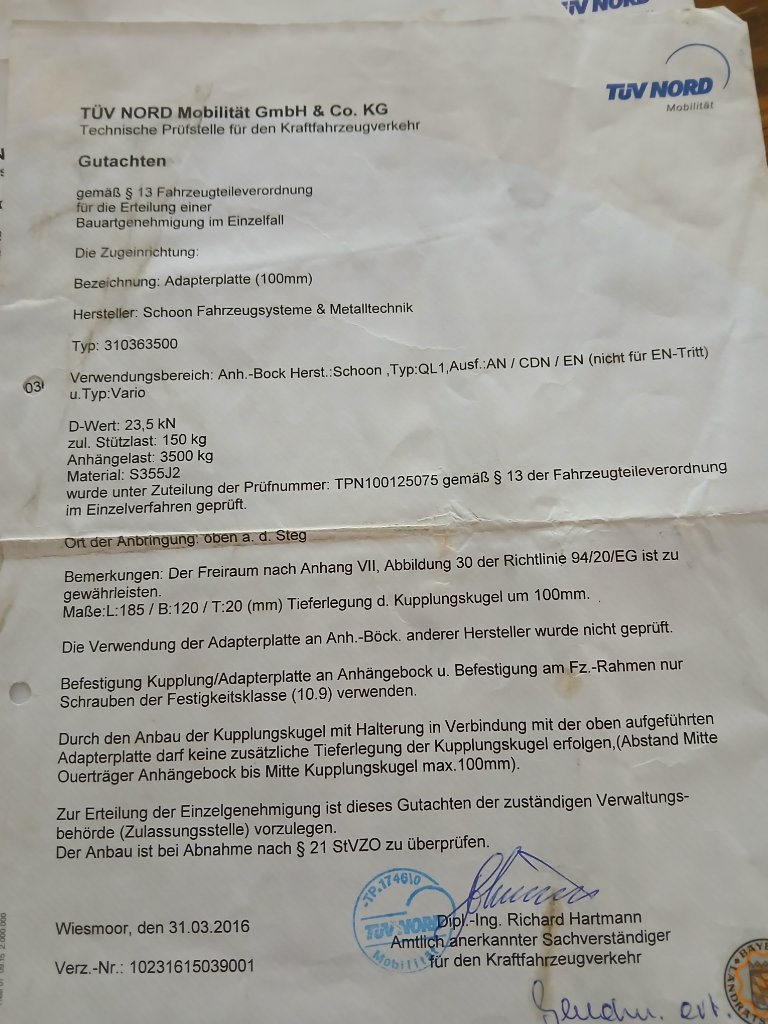 TÜV NORD
TÜV NORD
Mobilität
TÜV NORD Mobilität GmbH & Co. KG
Technische Prüfstelle für den Kraftfahrzeugverkehr
Gutachten
gemäß § 13 Fahrzeugteileverordnung
für die Erteilung einer
Bauartgenehmigung im Einzelfall
Die Zugeinrichtung:
Bezeichnung: Adapterplatte (100mm)
Hersteller: Schoon Fahrzeugsysteme & Metalltechnik
Typ: 310363500
03
Verwendungsbereich: Anh.-Bock Herst.:Schoon ,Typ:QL1,Ausf.:AN / CDN / EN (nicht für EN-Tritt)
u.Typ:Vario
D-Wert: 23,5 kN
zul. Stützlast: 150 kg
Anhängelast: 3500 kg
Material: S355J2
wurde unter Zuteilung der Prüfnummer: TPN100125075 gemäß § 13 der Fahrzeugteileverordnung
im Einzelverfahren geprüft.
Ort der Anbringung: oben a. d. Steg
Bemerkungen: Der Freiraum nach Anhang VII, Abbildung 30 der Richtlinie 94/20/EG ist zu
gewährleisten.
Maße:L:185 / B:120 / T:20 (mm) Tieferlegung d. Kupplungskugel um 100mm.
Die Verwendung der Adapterplatte an Anh.-Böck. anderer Hersteller wurde nicht geprüft.
Befestigung Kupplung/Adapterplatte an Anhängebock u. Befestigung am Fz.-Rahmen nur
Schrauben der Festigkeitsklasse (10.9) verwenden.
Durch den Anbau der Kupplungskugel mit Halterung in Verbindung mit der oben aufgeführten
Adapterplatte darf keine zusätzliche Tieferlegung der Kupplungskugel erfolgen,(Abstand Mitte
Ouerträger Anhängebock bis Mitte Kupplungskugel max.100mm).
Zur Erteilung der Einzelgenehmigung ist dieses Gutachten der zuständigen Verwaltungs-
behörde (Zulassungsstelle) vorzulegen.
Der Anbau ist bei Abnahme nach § 21 StVZO zu überprüfen.
TP.1746\0
TÜV NORD
Mobilität
Wiesmoor, den 31.03.2016
Dipl.-Ing. Richard Hartmann
Amtlich anerkannter Sachverständiger
für den Kraftfahrzeugverkehr
Verz.-Nr.: 10231615039001